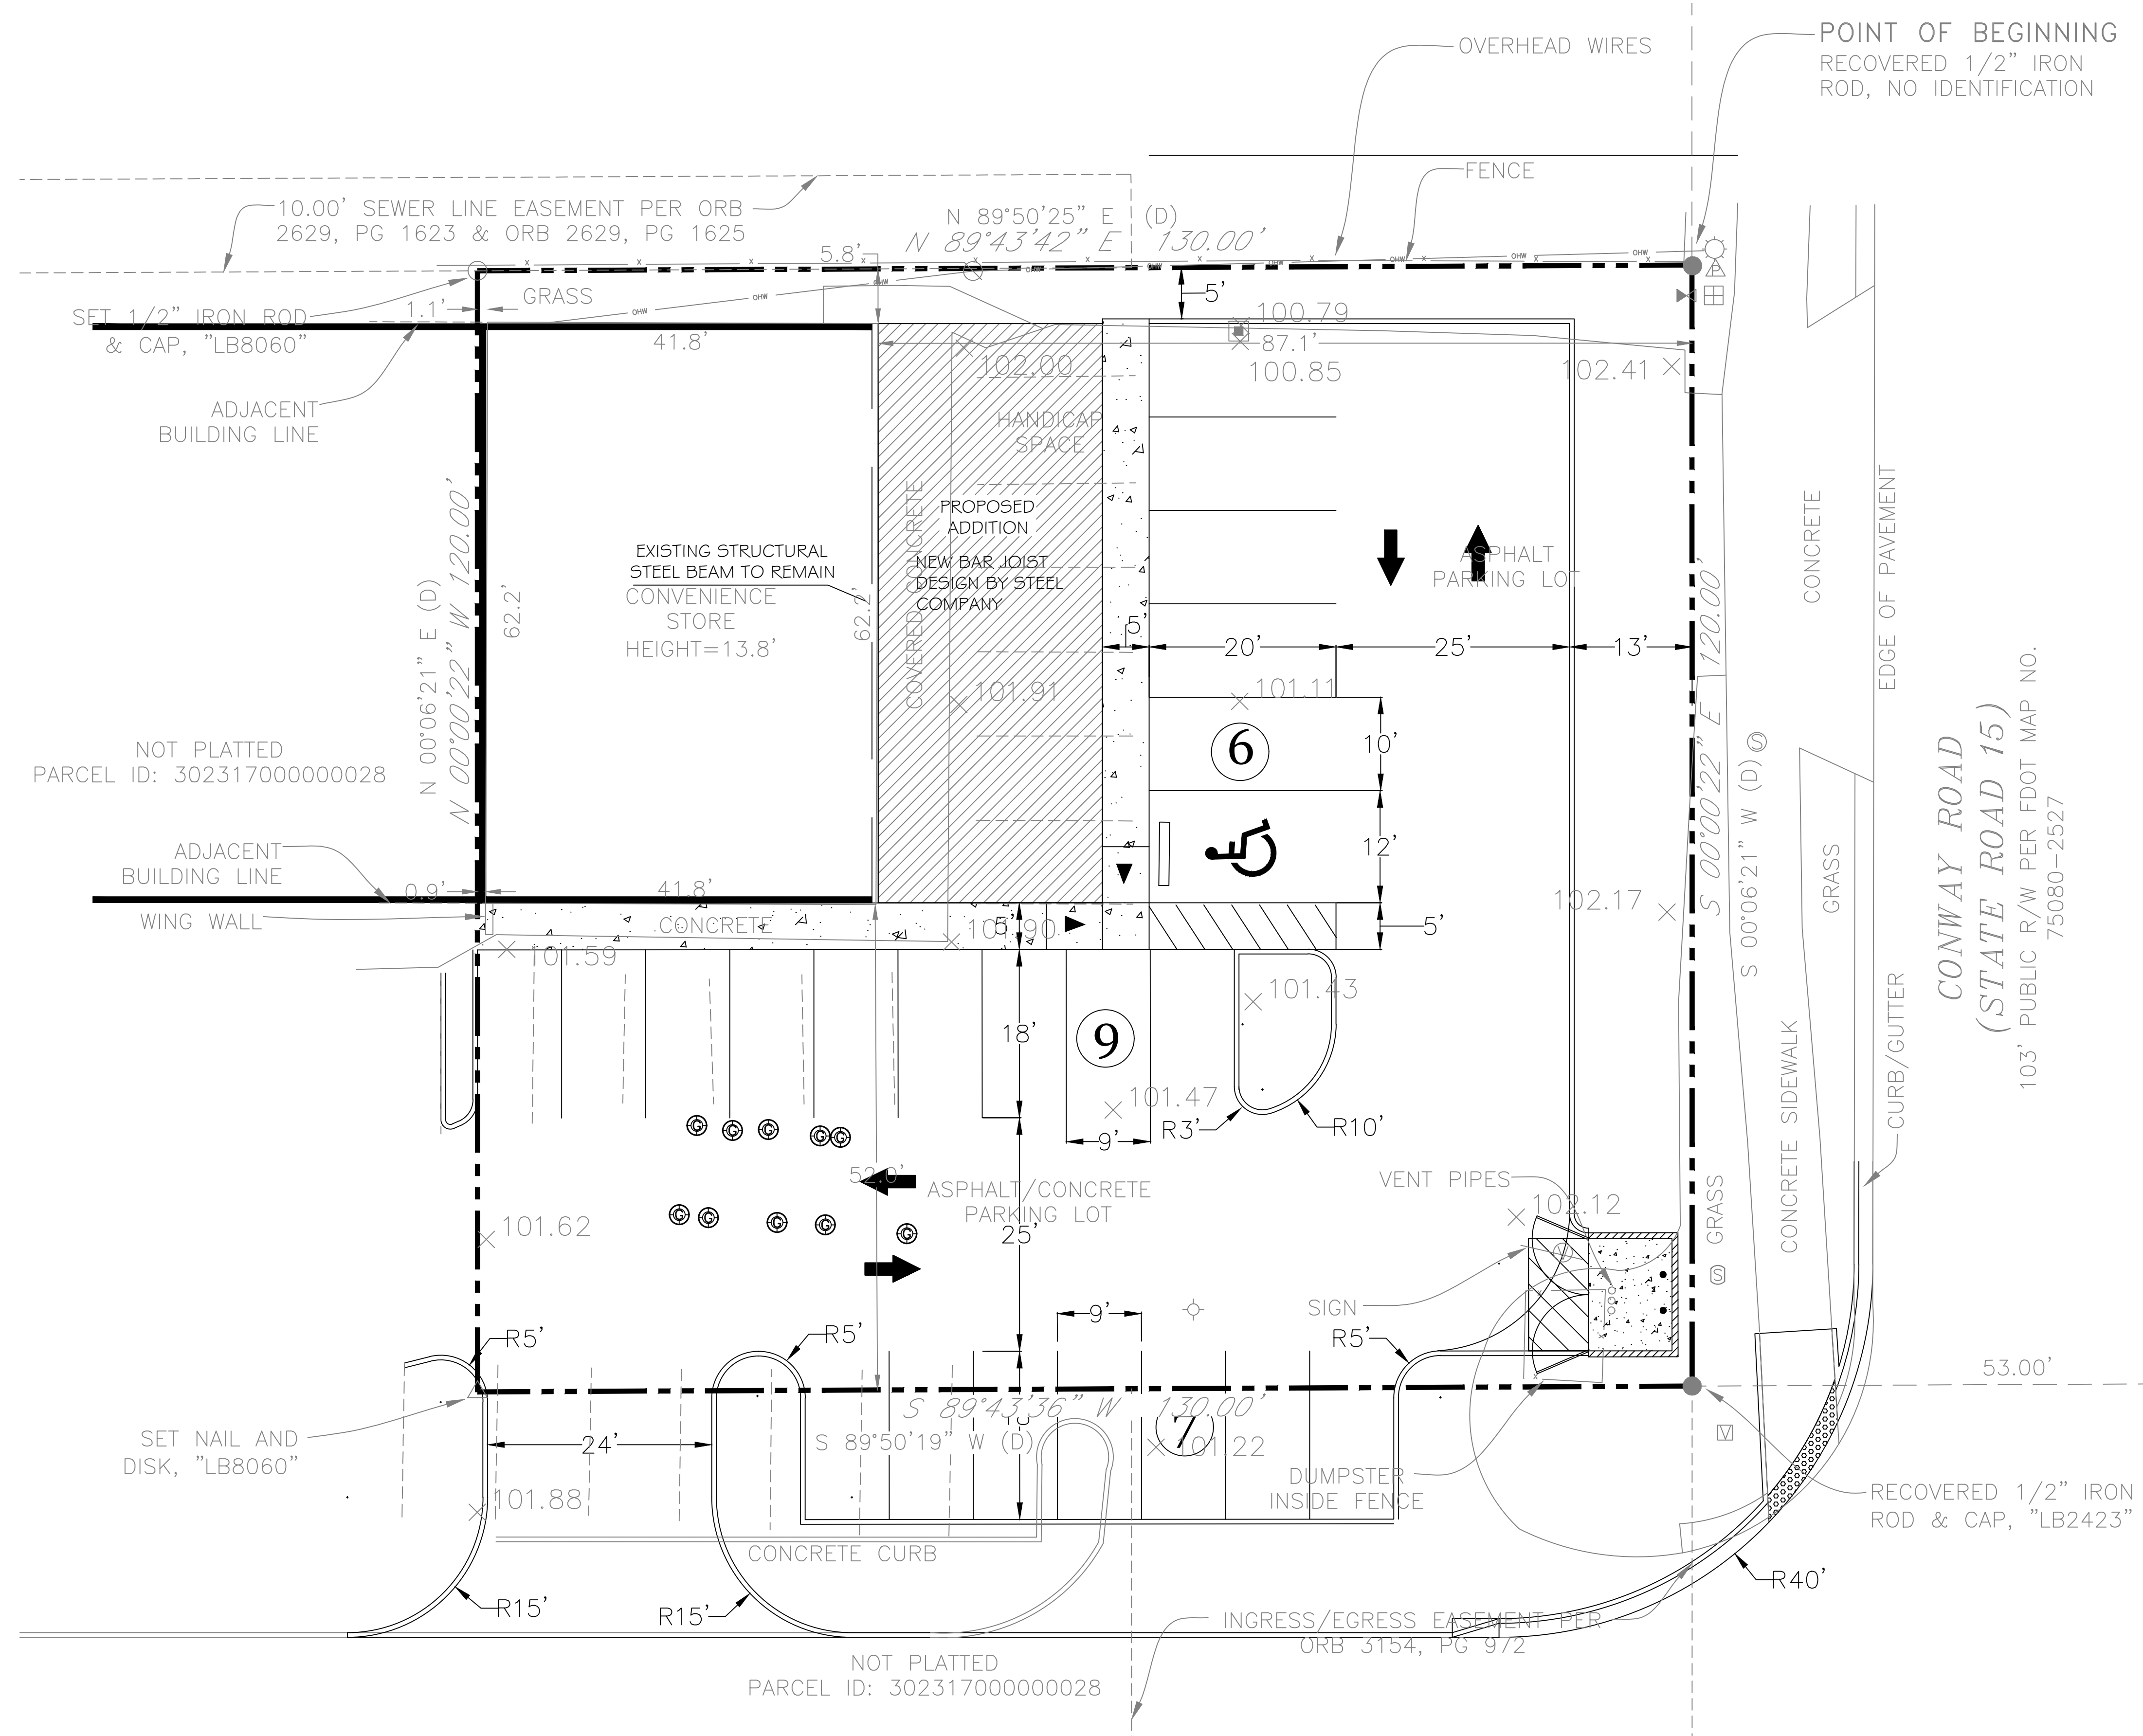 OVERHEAD WIRES
POINT OF BEGINNING
RECOVERED 1/2" IRON
ROD, NO IDENTIFICATION
FENCE
10.00' SEWER LINE EASEMENT PER ORB
2629, PG 1623 & ORB 2629, PG 1625
N 89°50'25" E (D)
N 89°43'42" E 130.00'
5.8'
OHW
OHW
OHW
OHW
OHW
OHW
OHW
P
GRASS
1.1'
SET 1/2" IRON ROD
& CAP, "LB8060"
5'
100.79
41.8'
87.1'
102.00
100.85
102.41
ADJACENT
BUILDING LINE
HANDICAP
SPACE
PROPOSED
ADDITION
NEW BAR JOIST
DESIGN BY STEEL
COMPANY
COVERED CONCRETE
EXISTING STRUCTURAL
STEEL BEAM TO REMAIN
CONVENIENCE
STORE
HEIGHT=13.8'
62.2'
62.2'
N 00°06'21" E (D)
N 00°00'22" W 120.00'
ASPHALT
PARKING LOT
CONCRETE
EDGE OF PAVEMENT
5'
20'
25'
13'
S 00°00'22" E 120.00'
S 00°06'21" W (D)
S
101.91
101.11
6
10'
12'
NOT PLATTED
PARCEL ID: 302317000000028
CONWAY ROAD
(STATE ROAD 15)
103' PUBLIC R/W PER FDOT MAP NO.
75080-2527
ADJACENT
BUILDING LINE
0.9'
41.8'
WING WALL
CONCRETE
5'
101.90
102.17
5'
GRASS
101.59
18'
9
101.43
101.47
9'
R3'
R10'
CONCRETE SIDEWALK
CURB/GUTTER
G
G
G
G
G
G
G
G
G
G
52.0'
ASPHALT/CONCRETE
PARKING LOT
25'
101.62
VENT PIPES
102.12
V
GRASS
S
SIGN
9'
R5'
R5'
R5'
53.00'
S 89°43'36" W 130.00'
S 89°50'19" W (D)
7
101.22
V
SET NAIL AND
DISK, "LB8060"
24'
DUMPSTER
INSIDE FENCE
RECOVERED 1/2" IRON
ROD & CAP, "LB2423"
101.88
CONCRETE CURB
R15'
R15'
R40'
INGRESS/EGRESS EASEMENT PER
ORB 3154, PG 972
NOT PLATTED
PARCEL ID: 302317000000028